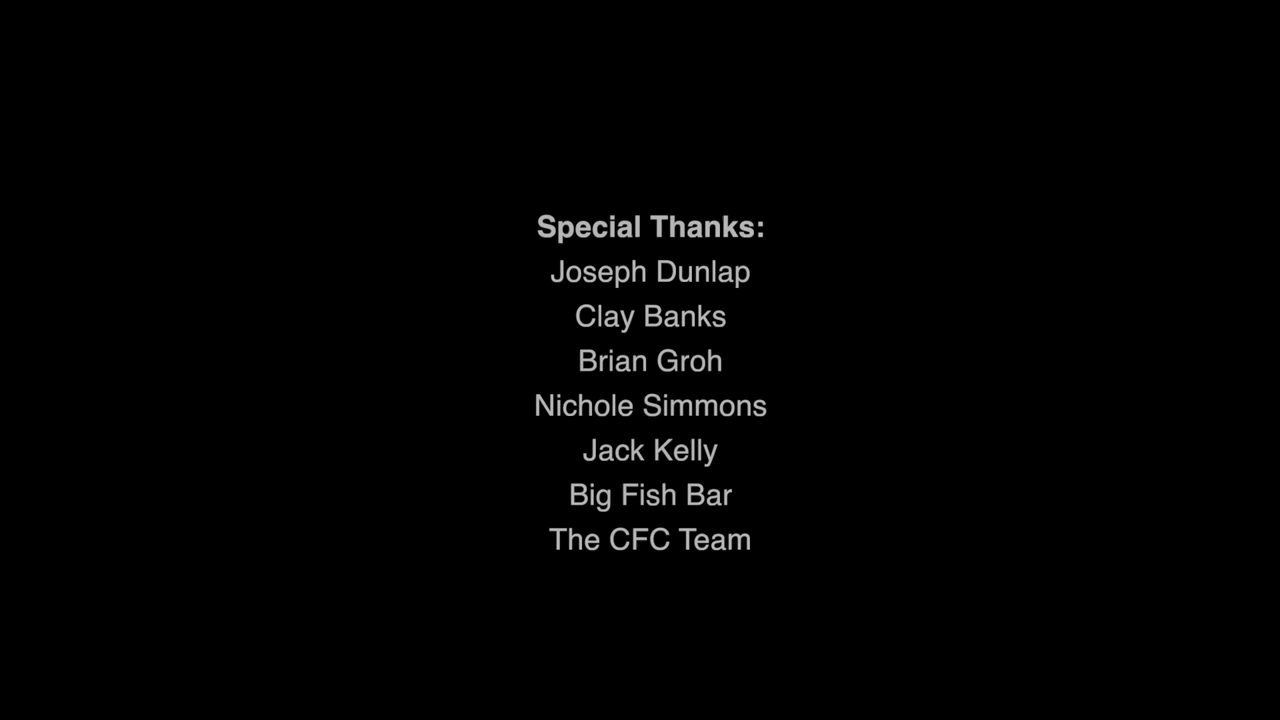 Special Thanks:
Joseph Dunlap
Clay Banks
Brian Groh
Nichole Simmons
Jack Kelly
Big Fish Bar
The CFC Team